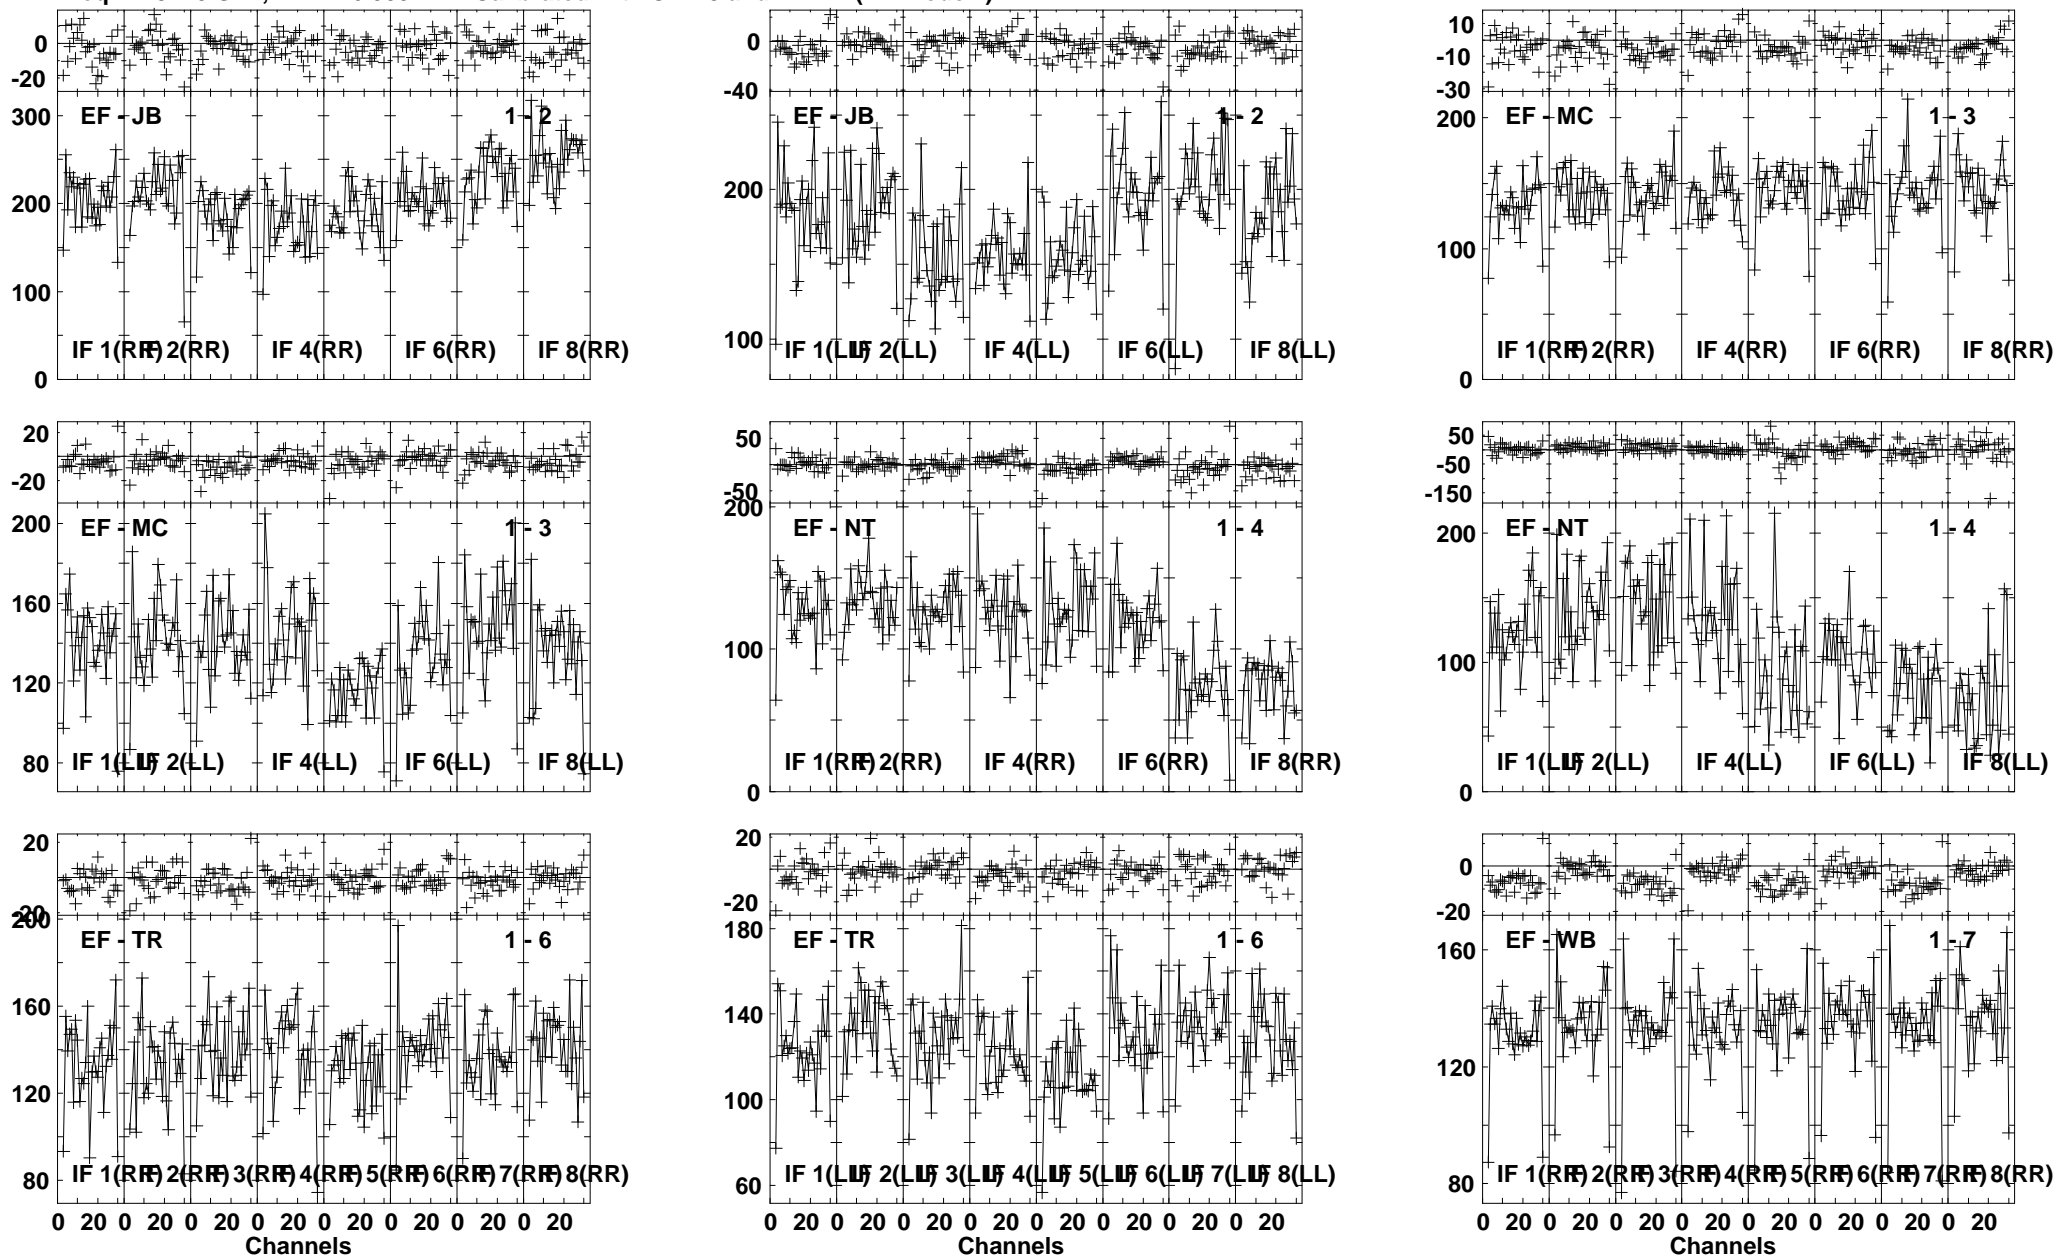 0
-20
300
200
100
0
EF - JB
1 - 2
IF 1(RR)
IF 2(RR)
IF 4(RR)
IF 6(RR)
IF 8(RR)
0
-40
200
100
EF - JB
1 - 2
IF 1(LL)
IF 2(LL)
IF 4(LL)
IF 6(LL)
IF 8(LL)
10
-10
-30
200
100
0
EF - MC
1 - 3
IF 1(RR)
IF 2(RR)
IF 4(RR)
IF 6(RR)
IF 8(RR)
20
-20
200
160
120
80
EF - MC
1 - 3
IF 1(LL)
IF 2(LL)
IF 4(LL)
IF 6(LL)
IF 8(LL)
50
-50
200
100
0
EF - NT
1 - 4
IF 1(RR)
IF 2(RR)
IF 4(RR)
IF 6(RR)
IF 8(RR)
50
-50
-150
200
100
0
EF - NT
1 - 4
IF 1(LL)
IF 2(LL)
IF 4(LL)
IF 6(LL)
IF 8(LL)
20
-20
200
160
120
80
EF - TR
1 - 6
IF 1(RR)
IF 2(RR)
IF 3(RR)
IF 4(RR)
IF 5(RR)
IF 6(RR)
IF 7(RR)
IF 8(RR)
0 20 0 20 0 20 0 20 0 20 0 20 0 20 0 20
Channels
20
0
-20
180
140
100
60
EF - TR
1 - 6
IF 1(LL)
IF 2(LL)
IF 3(LL)
IF 4(LL)
IF 5(LL)
IF 6(LL)
IF 7(LL)
IF 8(LL)
0 20 0 20 0 20 0 20 0 20 0 20 0 20 0 20
Channels
0
-20
160
120
80
EF - WB
1 - 7
IF 1(RR)
IF 2(RR)
IF 3(RR)
IF 4(RR)
IF 5(RR)
IF 6(RR)
IF 7(RR)
IF 8(RR)
0 20 0 20 0 20 0 20 0 20 0 20 0 20 0 20
Channels